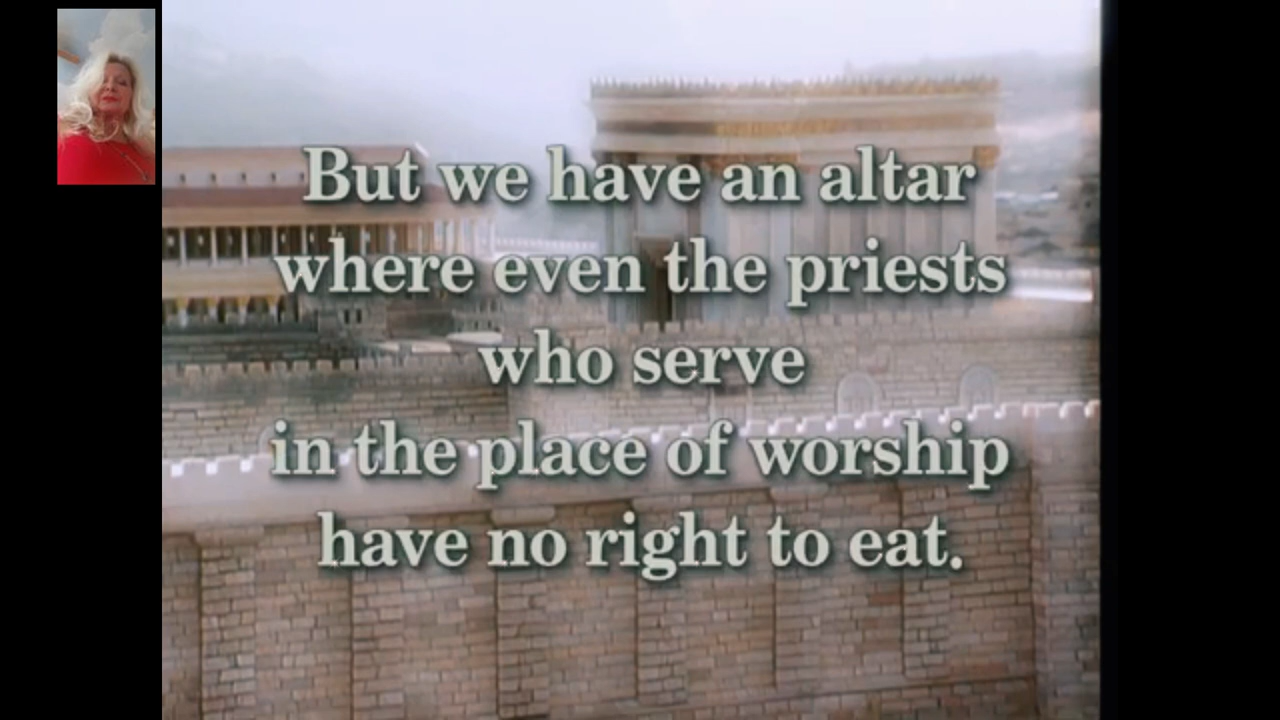 But we have an altar
where even the priests
who serve
in the place of worship
have no right to eat.